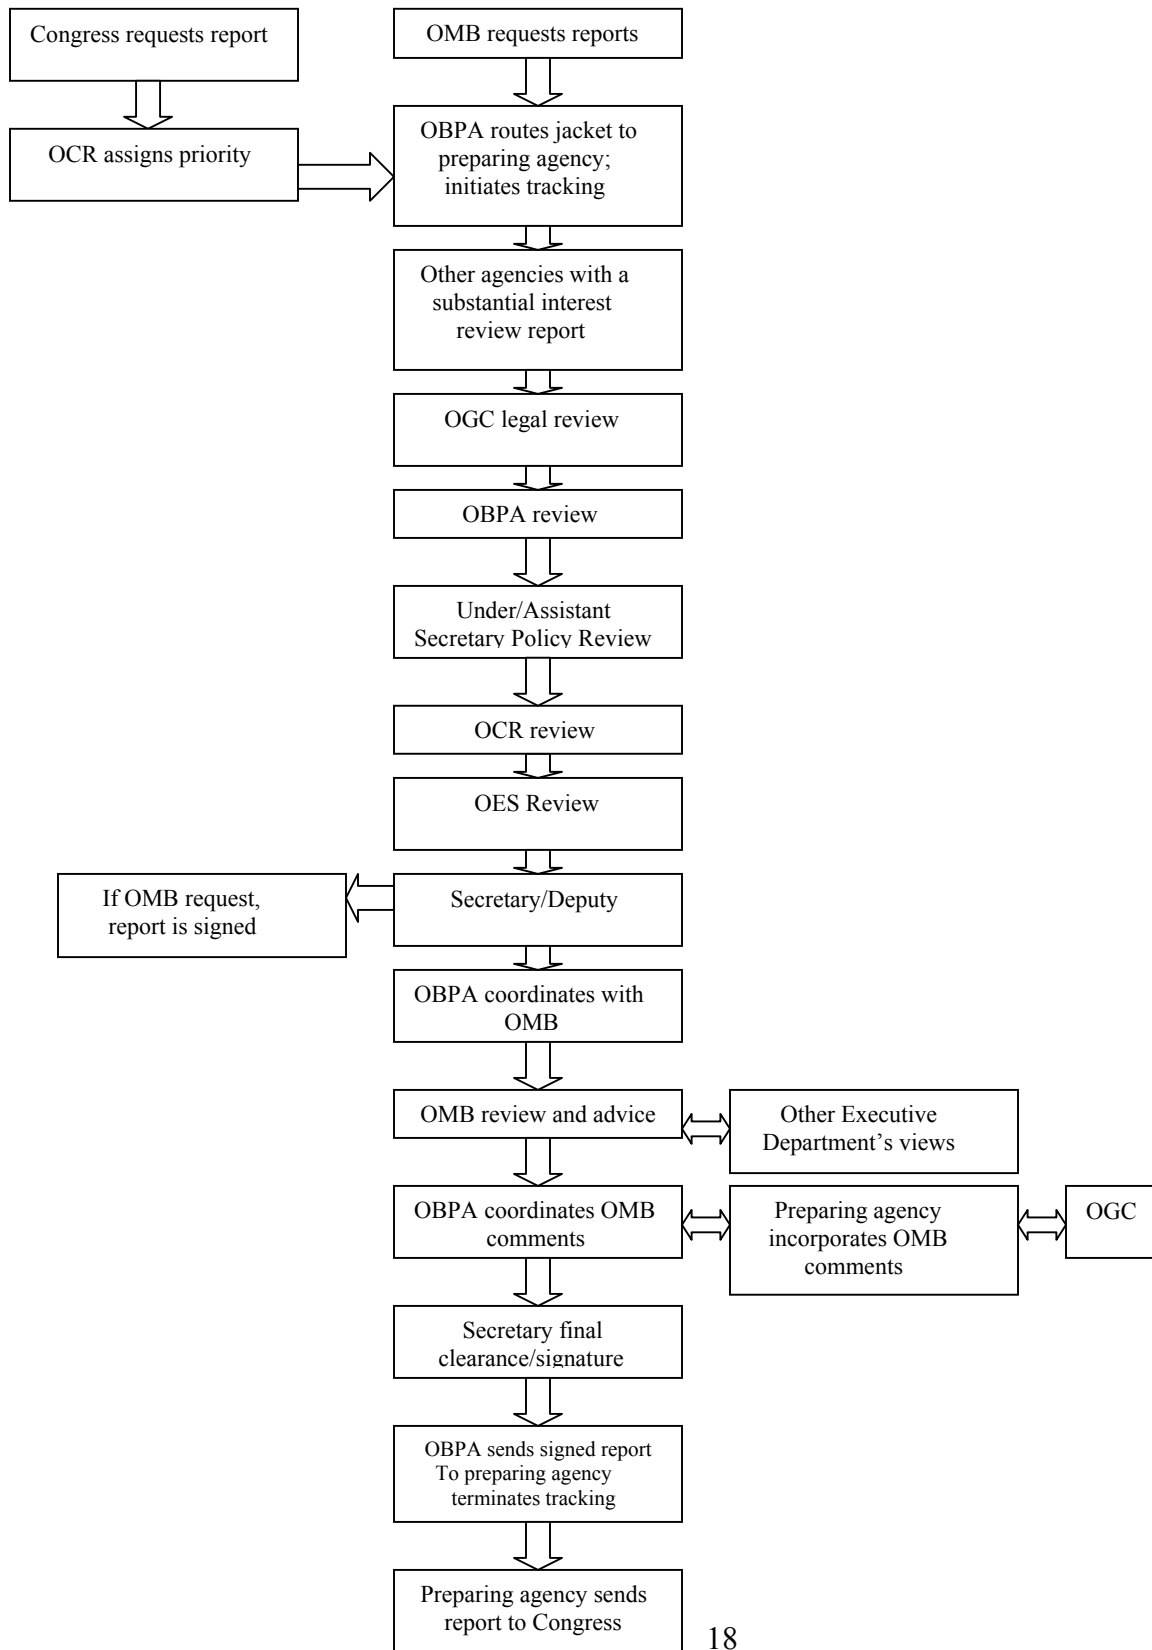 Congress requests report
OMB requests reports
OCR assigns priority
OBPA routes jacket to
preparing agency;
initiates tracking
Other agencies with a
substantial interest
review report
OGC legal review
OBPA review
Under/Assistant
Secretary Policy Review
OCR review
OES Review
If OMB request,
report is signed
Secretary/Deputy
OBPA coordinates with
OMB
OMB review and advice
Other Executive
Department’s views
OBPA coordinates OMB
comments
Preparing agency
incorporates OMB
comments
OGC
Secretary final
clearance/signature
OBPA sends signed report
To preparing agency
terminates tracking
Preparing agency sends
report to Congress
18